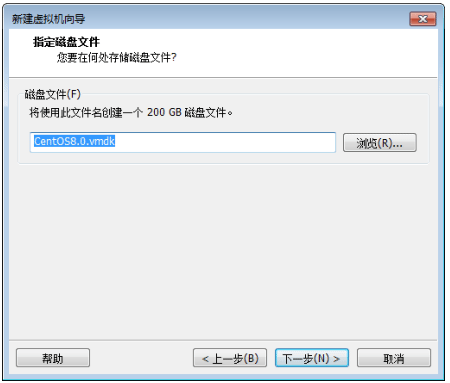 新建虚拟机向导
指定磁盘文件
您要在何处存储磁盘文件?
磁盘文件(F)
将使用此文件名创建一个 200 GB 磁盘文件。
CentOS8.0.vmdk
浏览(R)...
帮助
< 上一步(B)
下一步(N) >
取消